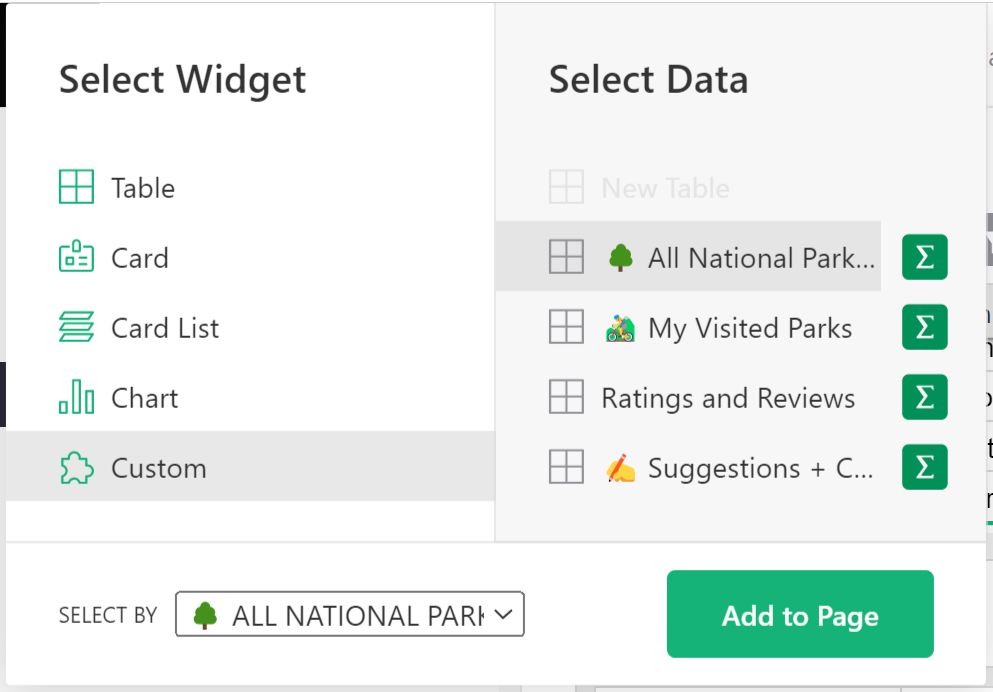 Select Widget
Table
Card
Card List
Chart
Custom
Select Data
New Table
🌳 All National Park... Σ
🚵 My Visited Parks Σ
Ratings and Reviews Σ
✍️ Suggestions + C... Σ
SELECT BY 🌳 ALL NATIONAL PARK
Add to Page